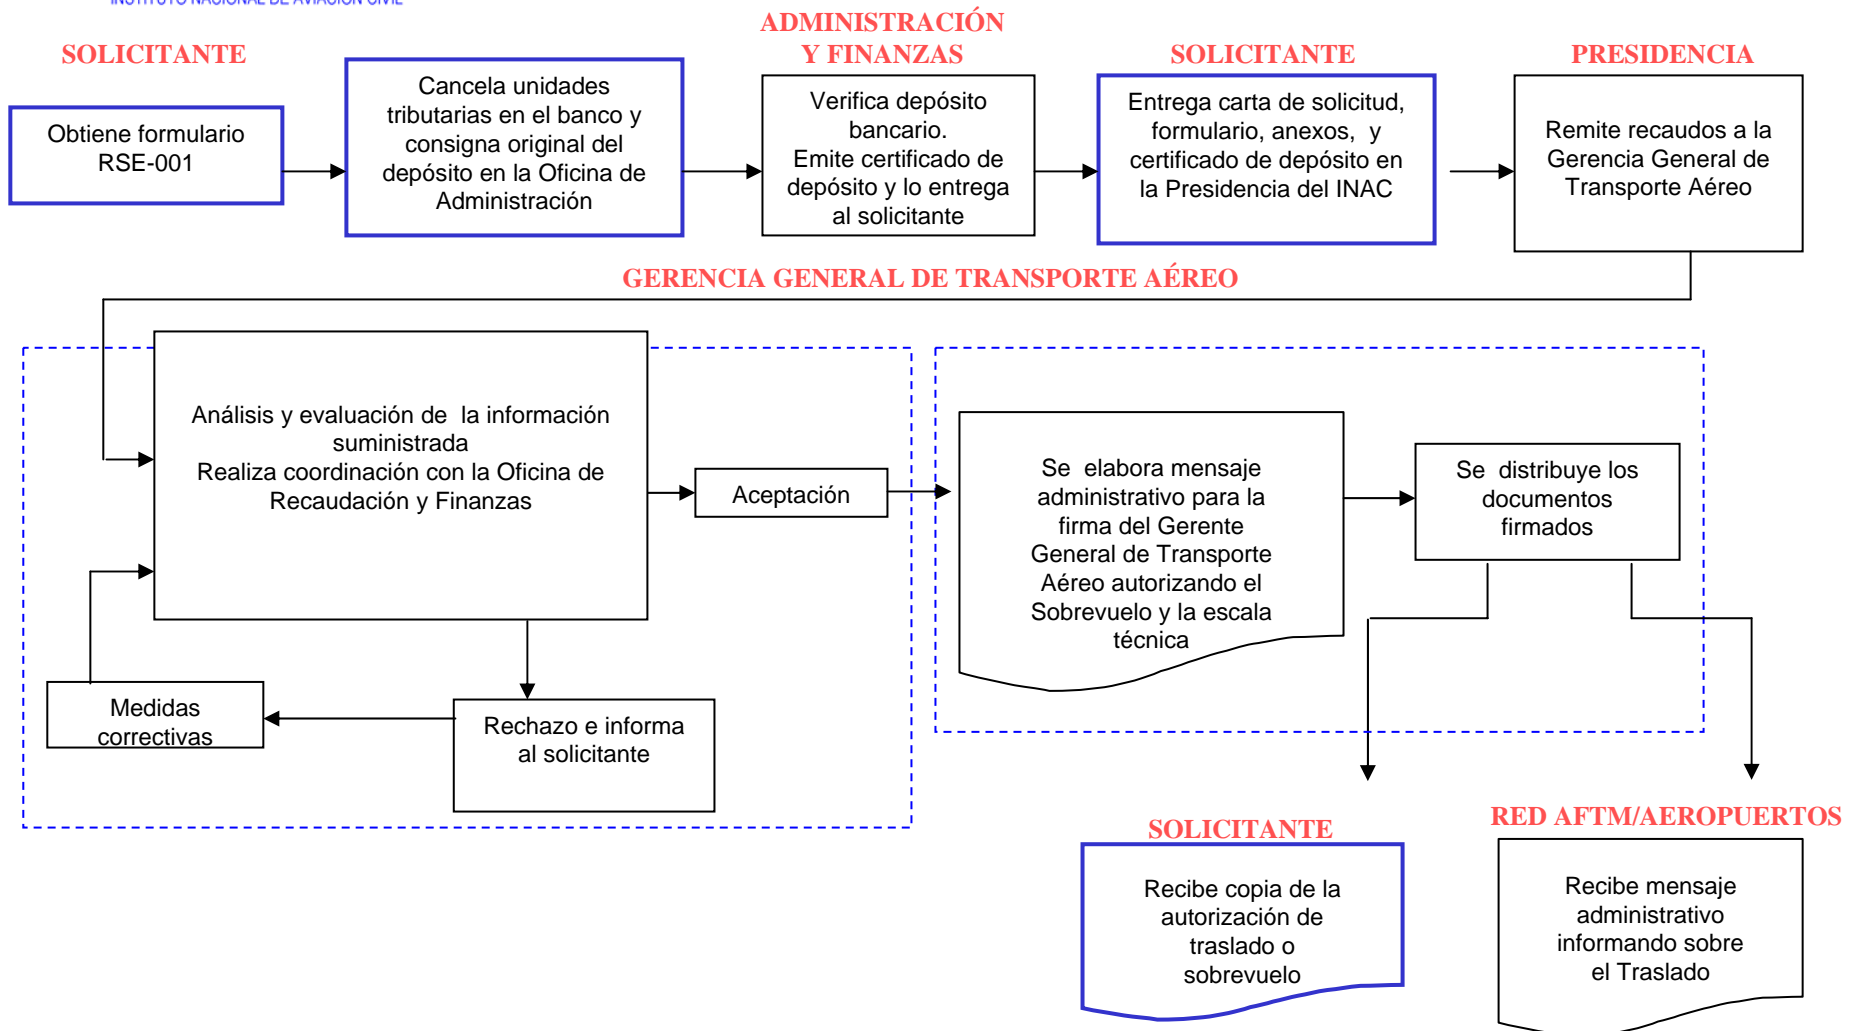 INSTITUTO NACIONAL DE AVIACIÓN CIVIL
SOLICITANTE
Obtiene formulario
RSE-001
Cancela unidades
tributarias en el banco y
consigna original del
depósito en la Oficina de
Administración
ADMINISTRACIÓN
Y FINANZAS
Verifica depósito
bancario.
Emite certificado de
depósito y lo entrega
al solicitante
SOLICITANTE
Entrega carta de solicitud,
formulario, anexos, y
certificado de depósito en
la Presidencia del INAC
PRESIDENCIA
Remite recaudos a la
Gerencia General de
Transporte Aéreo
GERENCIA GENERAL DE TRANSPORTE AÉREO
Análisis y evaluación de la información
suministrada
Realiza coordinación con la Oficina de
Recaudación y Finanzas
Aceptación
Rechazo e informa
al solicitante
Medidas
correctivas
Se elabora mensaje
administrativo para la
firma del Gerente
General de Transporte
Aéreo autorizando el
Sobrevuelo y la escala
técnica
Se distribuye los
documentos
firmados
SOLICITANTE
Recibe copia de la
autorización de
traslado o
sobrevuelo
RED AFTM/AEROPUERTOS
Recibe mensaje
administrativo
informando sobre
el Traslado